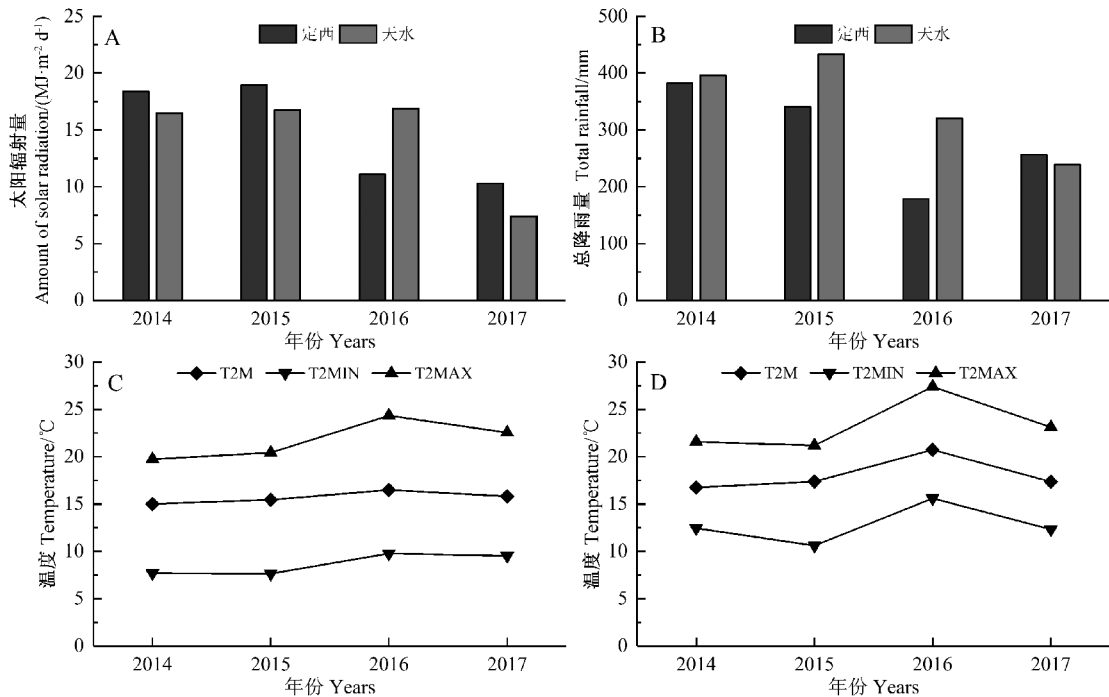 A
定西 天水
25
20
15
10
5
0
太阳辐射量
Amount of solar radiation/(MJ·m⁻² d⁻¹)
2014 2015 2016 2017
年份 Years
B
定西 天水
500
400
300
200
100
0
总降雨量 Total rainfall/mm
2014 2015 2016 2017
年份 Years
C
T2M T2MIN T2MAX
30
25
20
15
10
5
0
温度 Temperature/℃
2014 2015 2016 2017
年份 Years
D
T2M T2MIN T2MAX
30
25
20
15
10
5
0
温度 Temperature/℃
2014 2015 2016 2017
年份 Years